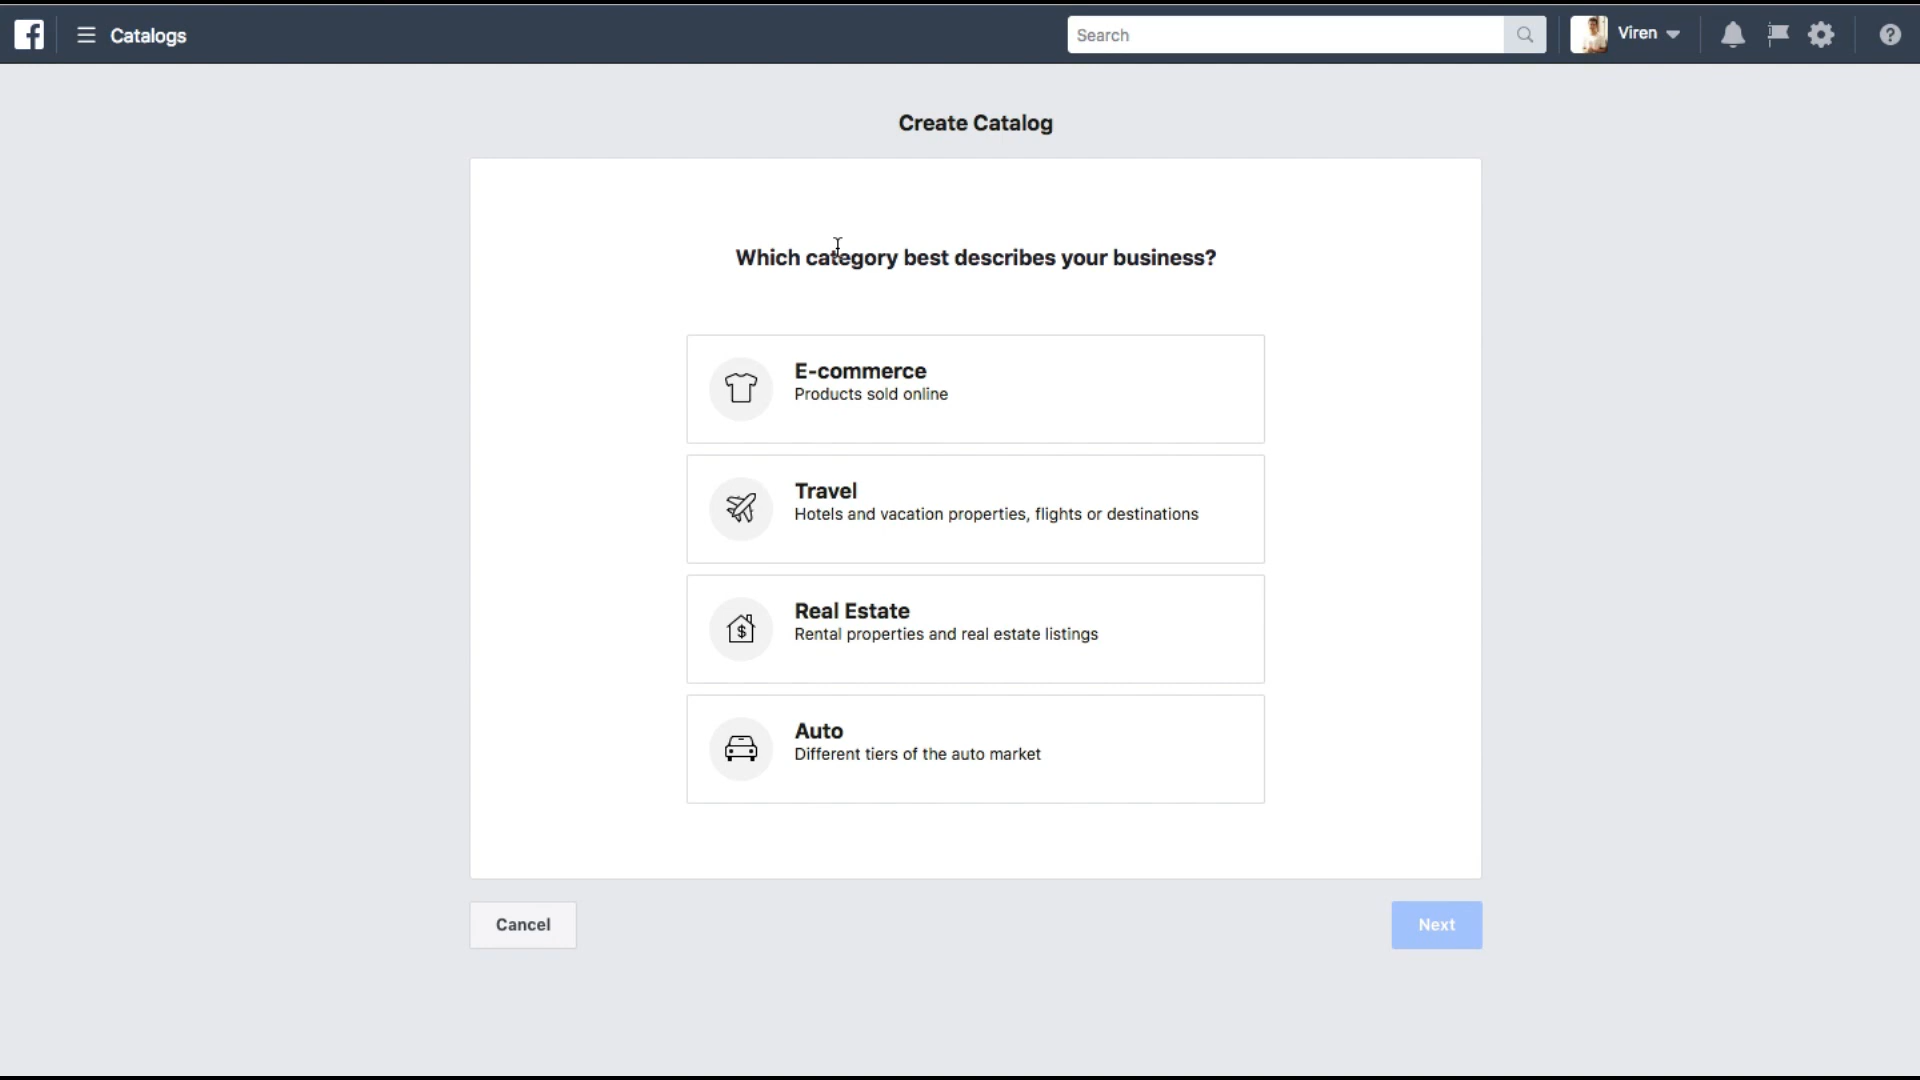 Catalogs
Search
Viren
Create Catalog
Which category best describes your business?
E-commerce
Products sold online
Travel
Hotels and vacation properties, flights or destinations
Real Estate
Rental properties and real estate listings
Auto
Different tiers of the auto market
Cancel
Next